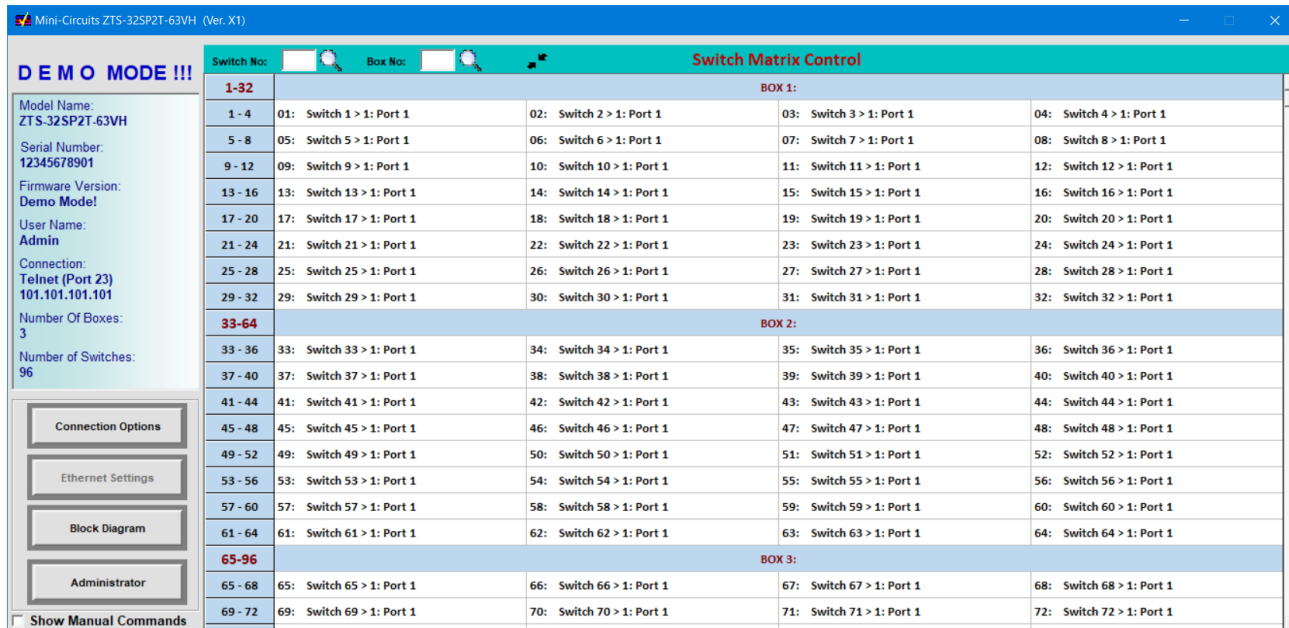 Mini-Circuits ZTS-32SP2T-63VH (Ver. X1)
D E M O MODE !!!
Model Name:
ZTS-32SP2T-63VH
Serial Number:
12345678901
Firmware Version:
Demo Mode!
User Name:
Admin
Connection:
Telnet (Port 23)
101.101.101.101
Number Of Boxes:
3
Number of Switches:
96
Connection Options
Ethernet Settings
Block Diagram
Administrator
Show Manual Commands
Switch No: Box No: Switch Matrix Control
1-32 BOX 1:
1 - 4 01: Switch 1 > 1: Port 1 02: Switch 2 > 1: Port 1 03: Switch 3 > 1: Port 1 04: Switch 4 > 1: Port 1
5 - 8 05: Switch 5 > 1: Port 1 06: Switch 6 > 1: Port 1 07: Switch 7 > 1: Port 1 08: Switch 8 > 1: Port 1
9 - 12 09: Switch 9 > 1: Port 1 10: Switch 10 > 1: Port 1 11: Switch 11 > 1: Port 1 12: Switch 12 > 1: Port 1
13 - 16 13: Switch 13 > 1: Port 1 14: Switch 14 > 1: Port 1 15: Switch 15 > 1: Port 1 16: Switch 16 > 1: Port 1
17 - 20 17: Switch 17 > 1: Port 1 18: Switch 18 > 1: Port 1 19: Switch 19 > 1: Port 1 20: Switch 20 > 1: Port 1
21 - 24 21: Switch 21 > 1: Port 1 22: Switch 22 > 1: Port 1 23: Switch 23 > 1: Port 1 24: Switch 24 > 1: Port 1
25 - 28 25: Switch 25 > 1: Port 1 26: Switch 26 > 1: Port 1 27: Switch 27 > 1: Port 1 28: Switch 28 > 1: Port 1
29 - 32 29: Switch 29 > 1: Port 1 30: Switch 30 > 1: Port 1 31: Switch 31 > 1: Port 1 32: Switch 32 > 1: Port 1
33-64 BOX 2:
33 - 36 33: Switch 33 > 1: Port 1 34: Switch 34 > 1: Port 1 35: Switch 35 > 1: Port 1 36: Switch 36 > 1: Port 1
37 - 40 37: Switch 37 > 1: Port 1 38: Switch 38 > 1: Port 1 39: Switch 39 > 1: Port 1 40: Switch 40 > 1: Port 1
41 - 44 41: Switch 41 > 1: Port 1 42: Switch 42 > 1: Port 1 43: Switch 43 > 1: Port 1 44: Switch 44 > 1: Port 1
45 - 48 45: Switch 45 > 1: Port 1 46: Switch 46 > 1: Port 1 47: Switch 47 > 1: Port 1 48: Switch 48 > 1: Port 1
49 - 52 49: Switch 49 > 1: Port 1 50: Switch 50 > 1: Port 1 51: Switch 51 > 1: Port 1 52: Switch 52 > 1: Port 1
53 - 56 53: Switch 53 > 1: Port 1 54: Switch 54 > 1: Port 1 55: Switch 55 > 1: Port 1 56: Switch 56 > 1: Port 1
57 - 60 57: Switch 57 > 1: Port 1 58: Switch 58 > 1: Port 1 59: Switch 59 > 1: Port 1 60: Switch 60 > 1: Port 1
61 - 64 61: Switch 61 > 1: Port 1 62: Switch 62 > 1: Port 1 63: Switch 63 > 1: Port 1 64: Switch 64 > 1: Port 1
65-96 BOX 3:
65 - 68 65: Switch 65 > 1: Port 1 66: Switch 66 > 1: Port 1 67: Switch 67 > 1: Port 1 68: Switch 68 > 1: Port 1
69 - 72 69: Switch 69 > 1: Port 1 70: Switch 70 > 1: Port 1 71: Switch 71 > 1: Port 1 72: Switch 72 > 1: Port 1